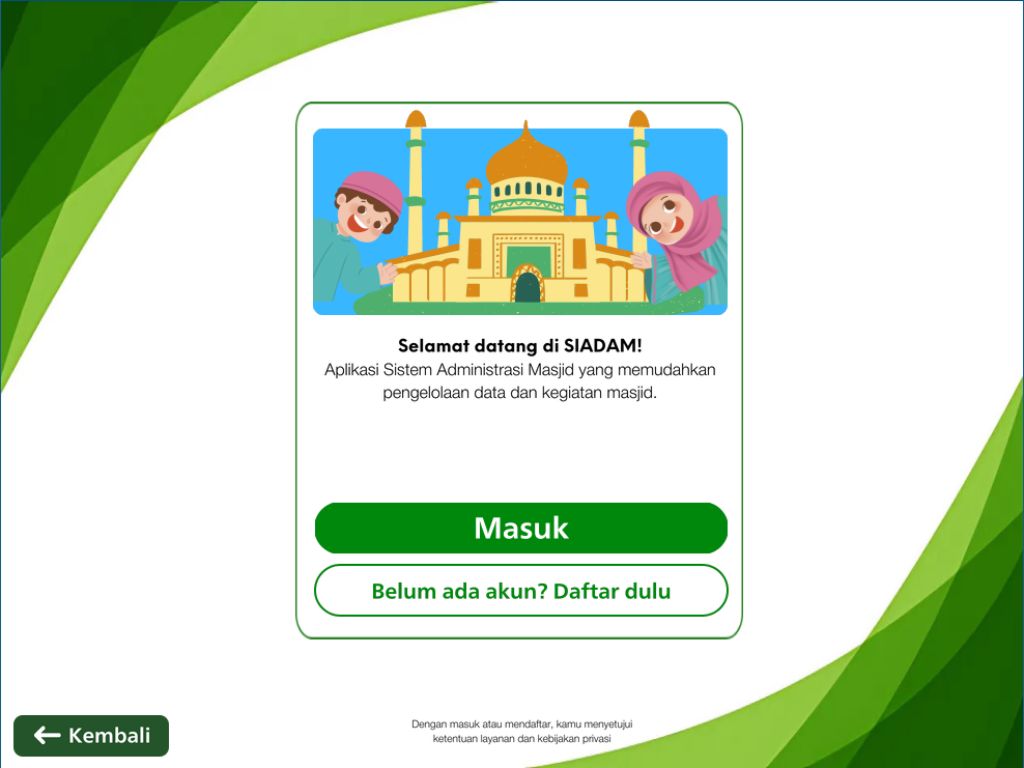 Selamat datang di SIADAM!
Aplikasi Sistem Administrasi Masjid yang memudahkan
pengelolaan data dan kegiatan masjid.
Masuk
Belum ada akun? Daftar dulu
Dengan masuk atau mendaftar, kamu menyetujui
ketentuan layanan dan kebijakan privasi
← Kembali